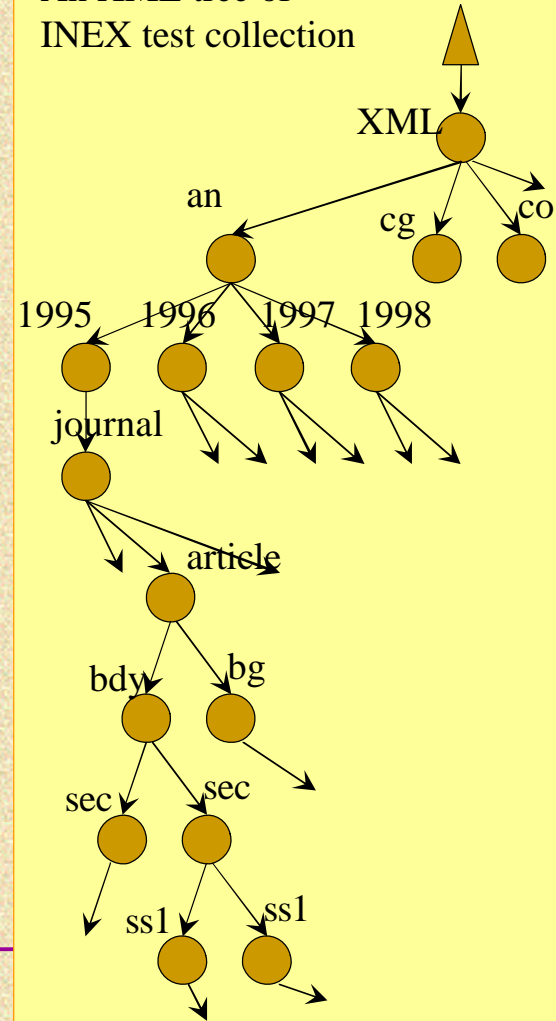 INEX test collection
XML
an
cg
co
1995
1996
1997
1998
journal
article
bdy
bg
sec
sec
ss1
ss1